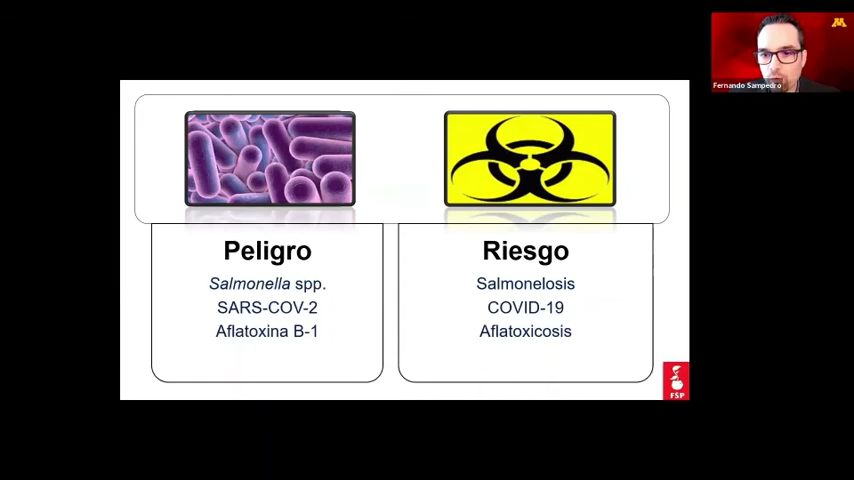 Fernando Sampedro
Peligro
Salmonella spp.
SARS-COV-2
Aflatoxina B-1
Riesgo
Salmonelosis
COVID-19
Aflatoxicosis
FSP